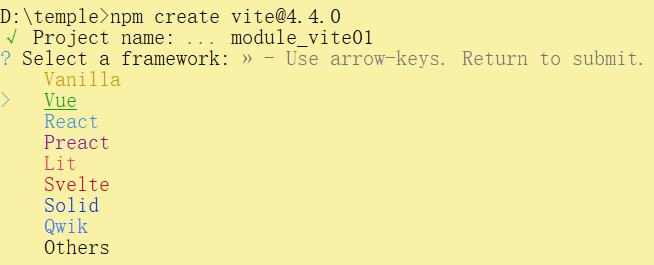 D:\temple>npm create vite@4.4.0
√ Project name: ... module_vite01
? Select a framework: » - Use arrow-keys. Return to submit.
Vanilla
> Vue
React
Preact
Lit
Svelte
Solid
Qwik
Others